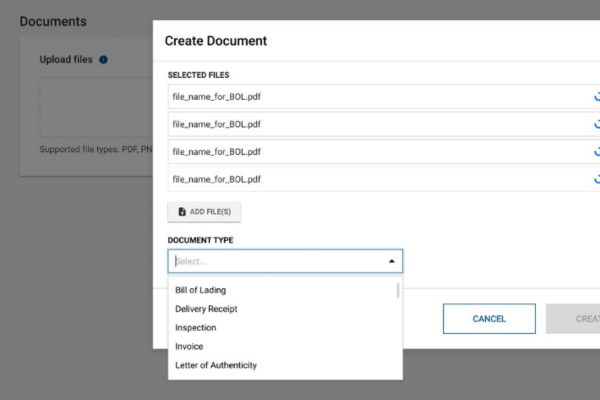 Documents
Upload files
Supported file types: PDF, PN
Create Document
SELECTED FILES
file_name_for_BOL.pdf
file_name_for_BOL.pdf
file_name_for_BOL.pdf
file_name_for_BOL.pdf
ADD FILE(S)
DOCUMENT TYPE
Select...
Bill of Lading
Delivery Receipt
Inspection
Invoice
Letter of Authenticity
CANCEL
CREAT